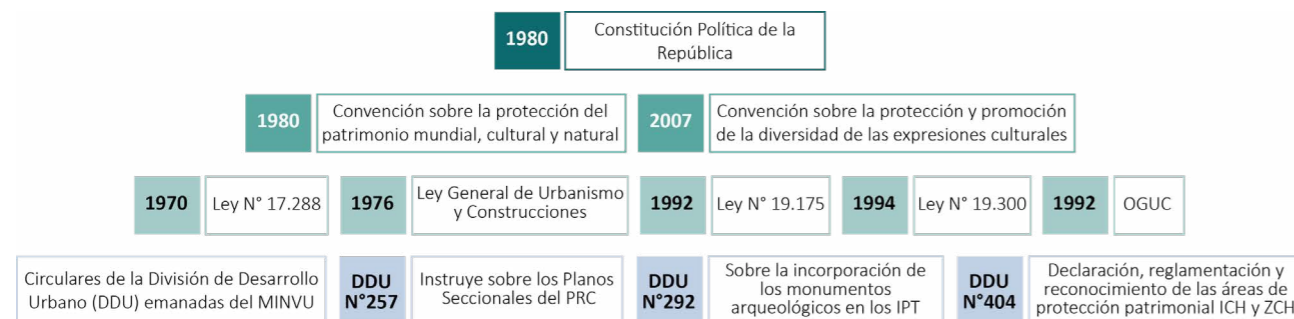 1980
Constitución Política de la
República
1980
Convención sobre la protección del
patrimonio mundial, cultural y natural
2007
Convención sobre la protección y promoción
de la diversidad de las expresiones culturales
1970
Ley N° 17.288
1976
Ley General de Urbanismo
y Construcciones
1992
Ley N° 19.175
1994
Ley N° 19.300
1992
OGUC
Circulares de la División de Desarrollo
Urbano (DDU) emanadas del MINVU
DDU
N°257
Instruye sobre los Planos
Seccionales del PRC
DDU
N°292
Sobre la incorporación de
los monumentos
arqueológicos en los IPT
DDU
N°404
Declaración, reglamentación y
reconocimiento de las áreas de
protección patrimonial ICH y ZCH